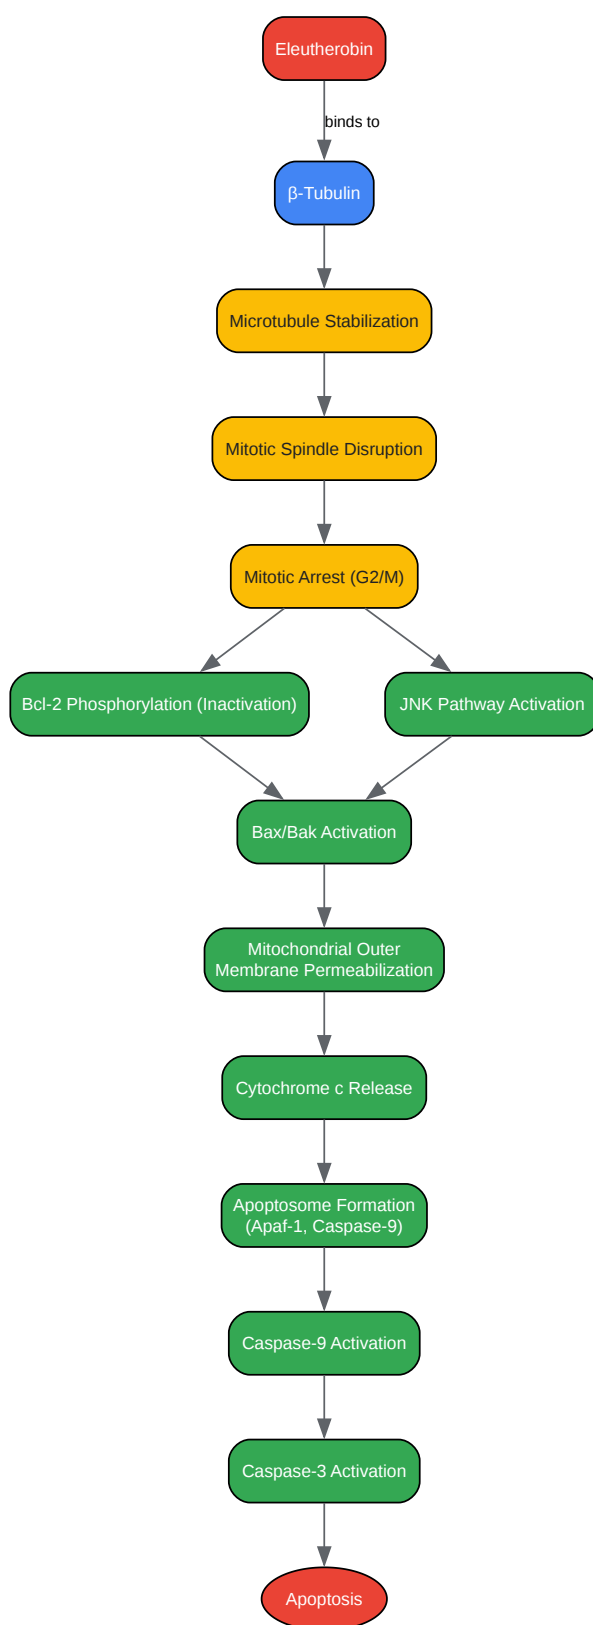 Eleutherobin
binds to
β-Tubulin
Microtubule Stabilization
Mitotic Spindle Disruption
Mitotic Arrest (G2/M)
Bcl-2 Phosphorylation (Inactivation)
JNK Pathway Activation
Bax/Bak Activation
Mitochondrial Outer
Membrane Permeabilization
Cytochrome c Release
Apoptosome Formation
(Apaf-1, Caspase-9)
Caspase-9 Activation
Caspase-3 Activation
Apoptosis